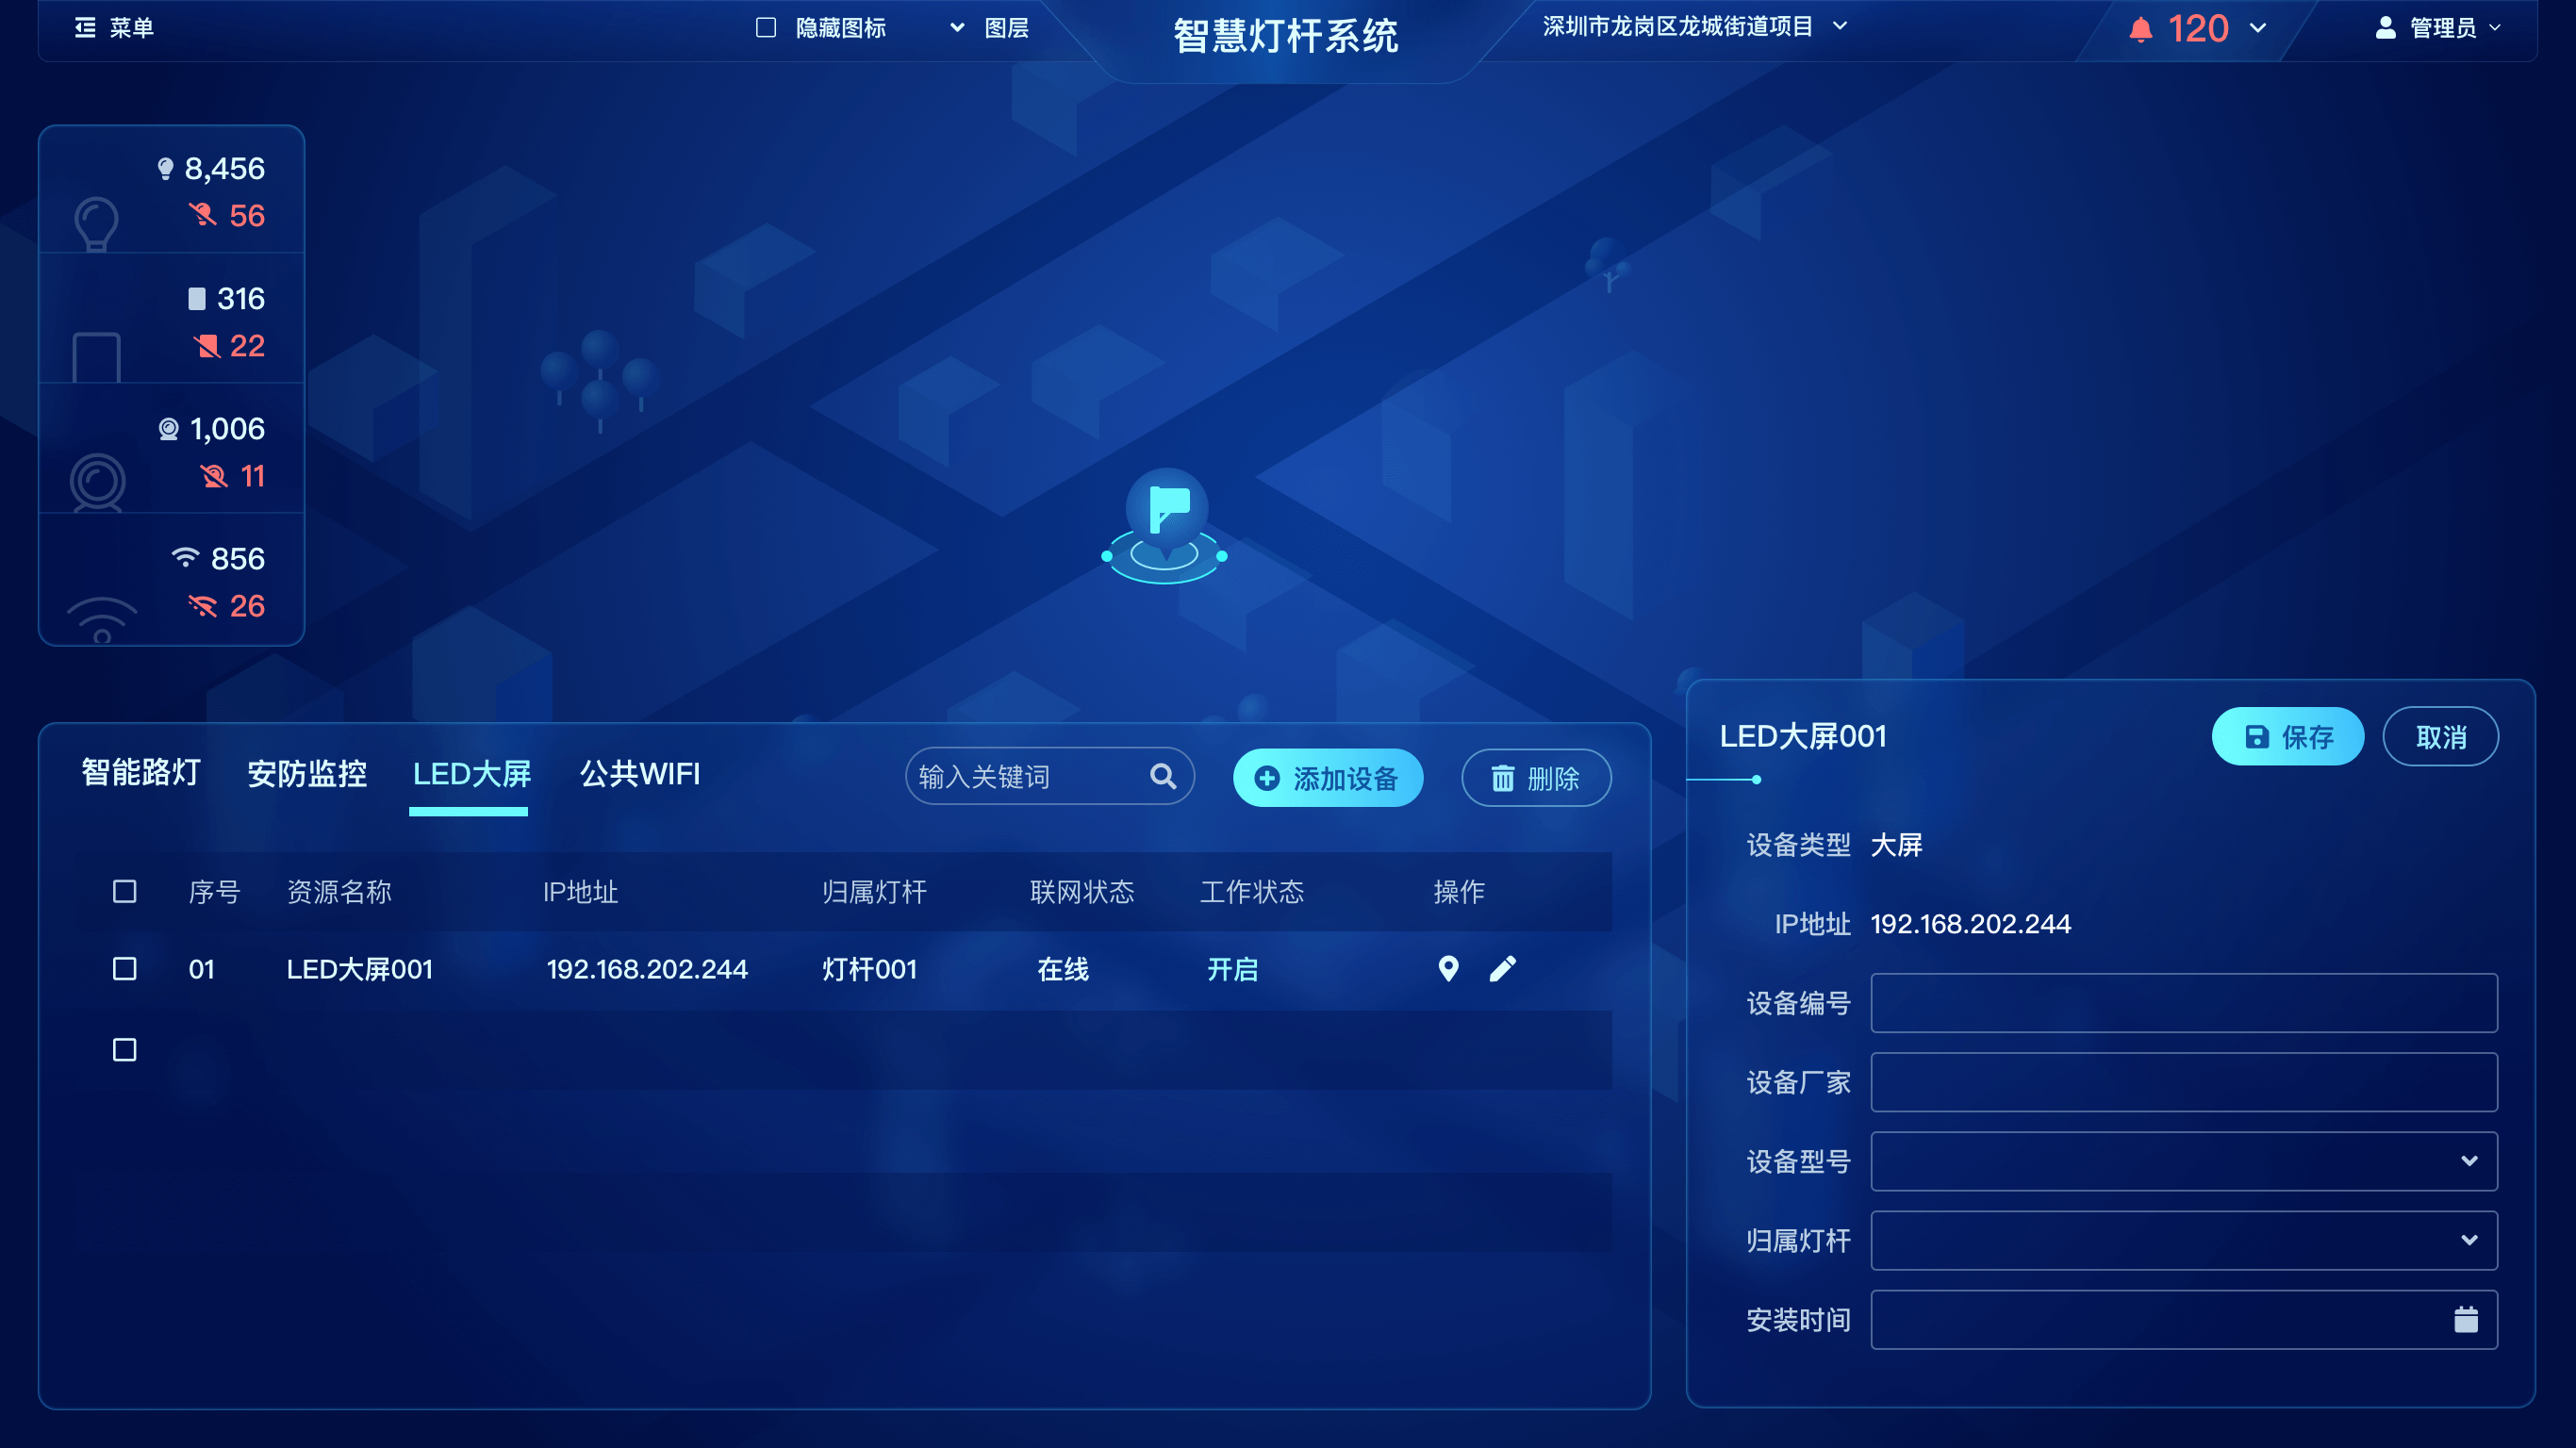 菜单
隐藏图标
图层
智慧灯杆系统
深圳市龙岗区龙城街道项目
120
管理员
8,456
56
316
22
1,006
11
856
26
智能路灯 安防监控 LED大屏 公共WIFI
输入关键词
添加设备
删除
序号 资源名称 IP地址 归属灯杆 联网状态 工作状态 操作
01 LED大屏001 192.168.202.244 灯杆001 在线 开启
LED大屏001
保存
取消
设备类型 大屏
IP地址 192.168.202.244
设备编号
设备厂家
设备型号
归属灯杆
安装时间